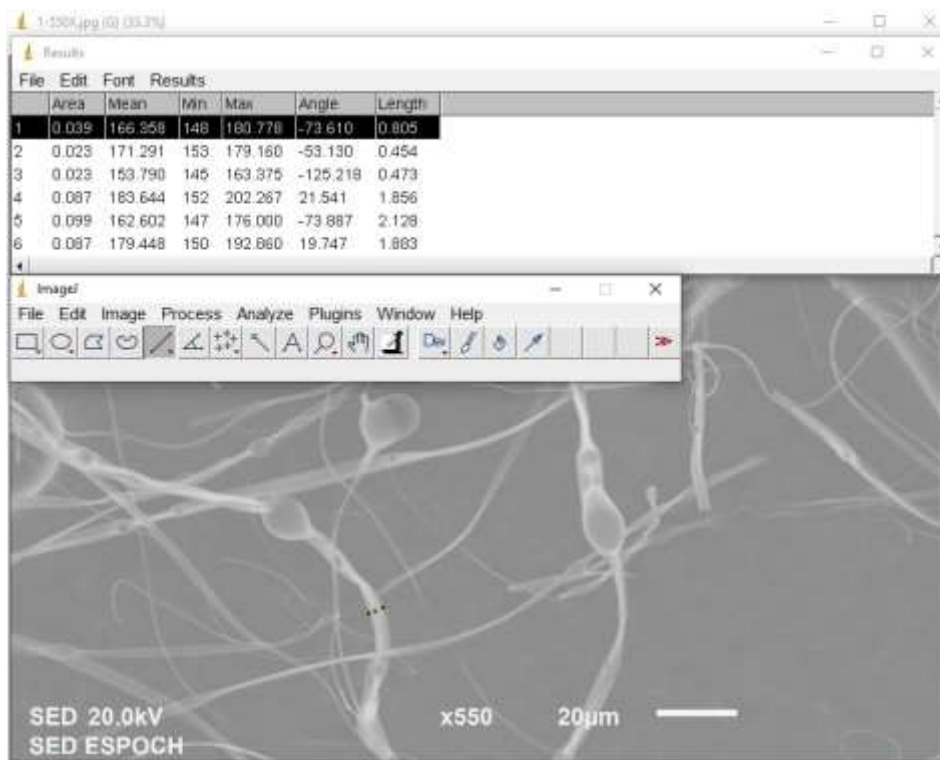 1-550X.jpg (G) (33.3%)
Results
File Edit Font Results
Area Mean Min Max Angle Length
1 0.039 166.358 148 180.778 -73.610 0.805
2 0.023 171.291 153 179.160 -53.130 0.454
3 0.023 153.790 145 163.375 -125.218 0.473
4 0.087 183.644 152 202.267 21.541 1.856
5 0.099 162.602 147 176.000 -73.887 2.128
6 0.087 179.448 150 192.860 19.747 1.883
ImageJ
File Edit Image Process Analyze Plugins Window Help
A Dev
SED 20.0kV x550 20µm
SED ESPOCH